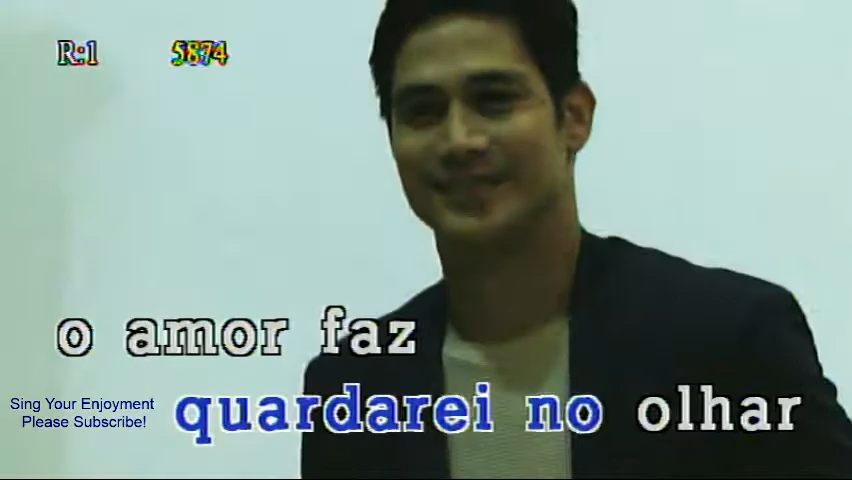 R:1 5874
o amor faz
Sing Your Enjoyment
Please Subscribe!
quardarei no olhar